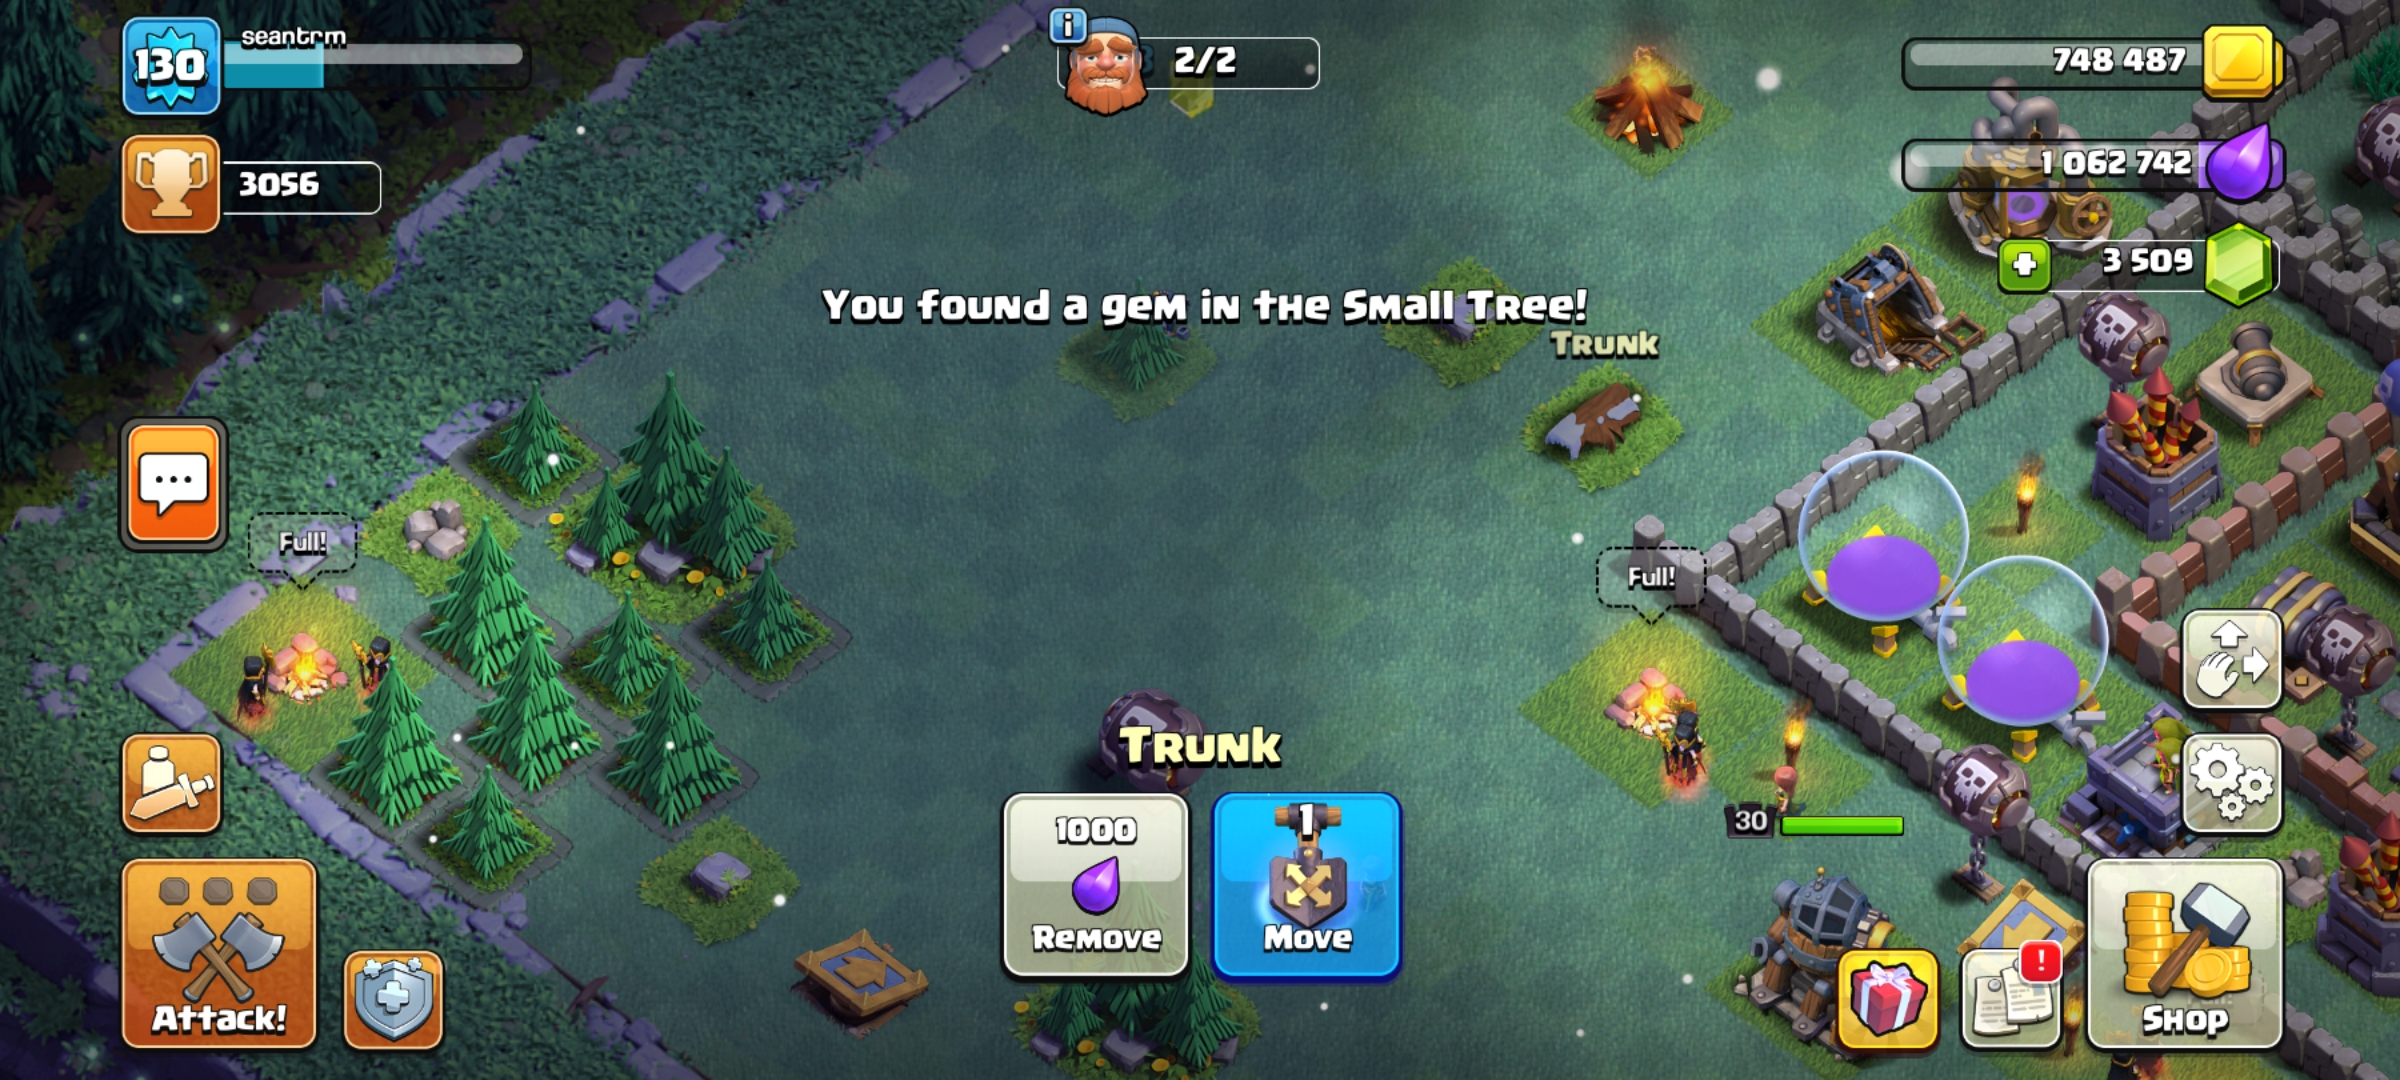 130
seantrm
i
2/2
748 487
3056
1 062 742
3 509
You found a gem in the Small Tree!
Trunk
Full!
Full!
Trunk
30
1000
Remove
1
Move
Attack!
!
Shop